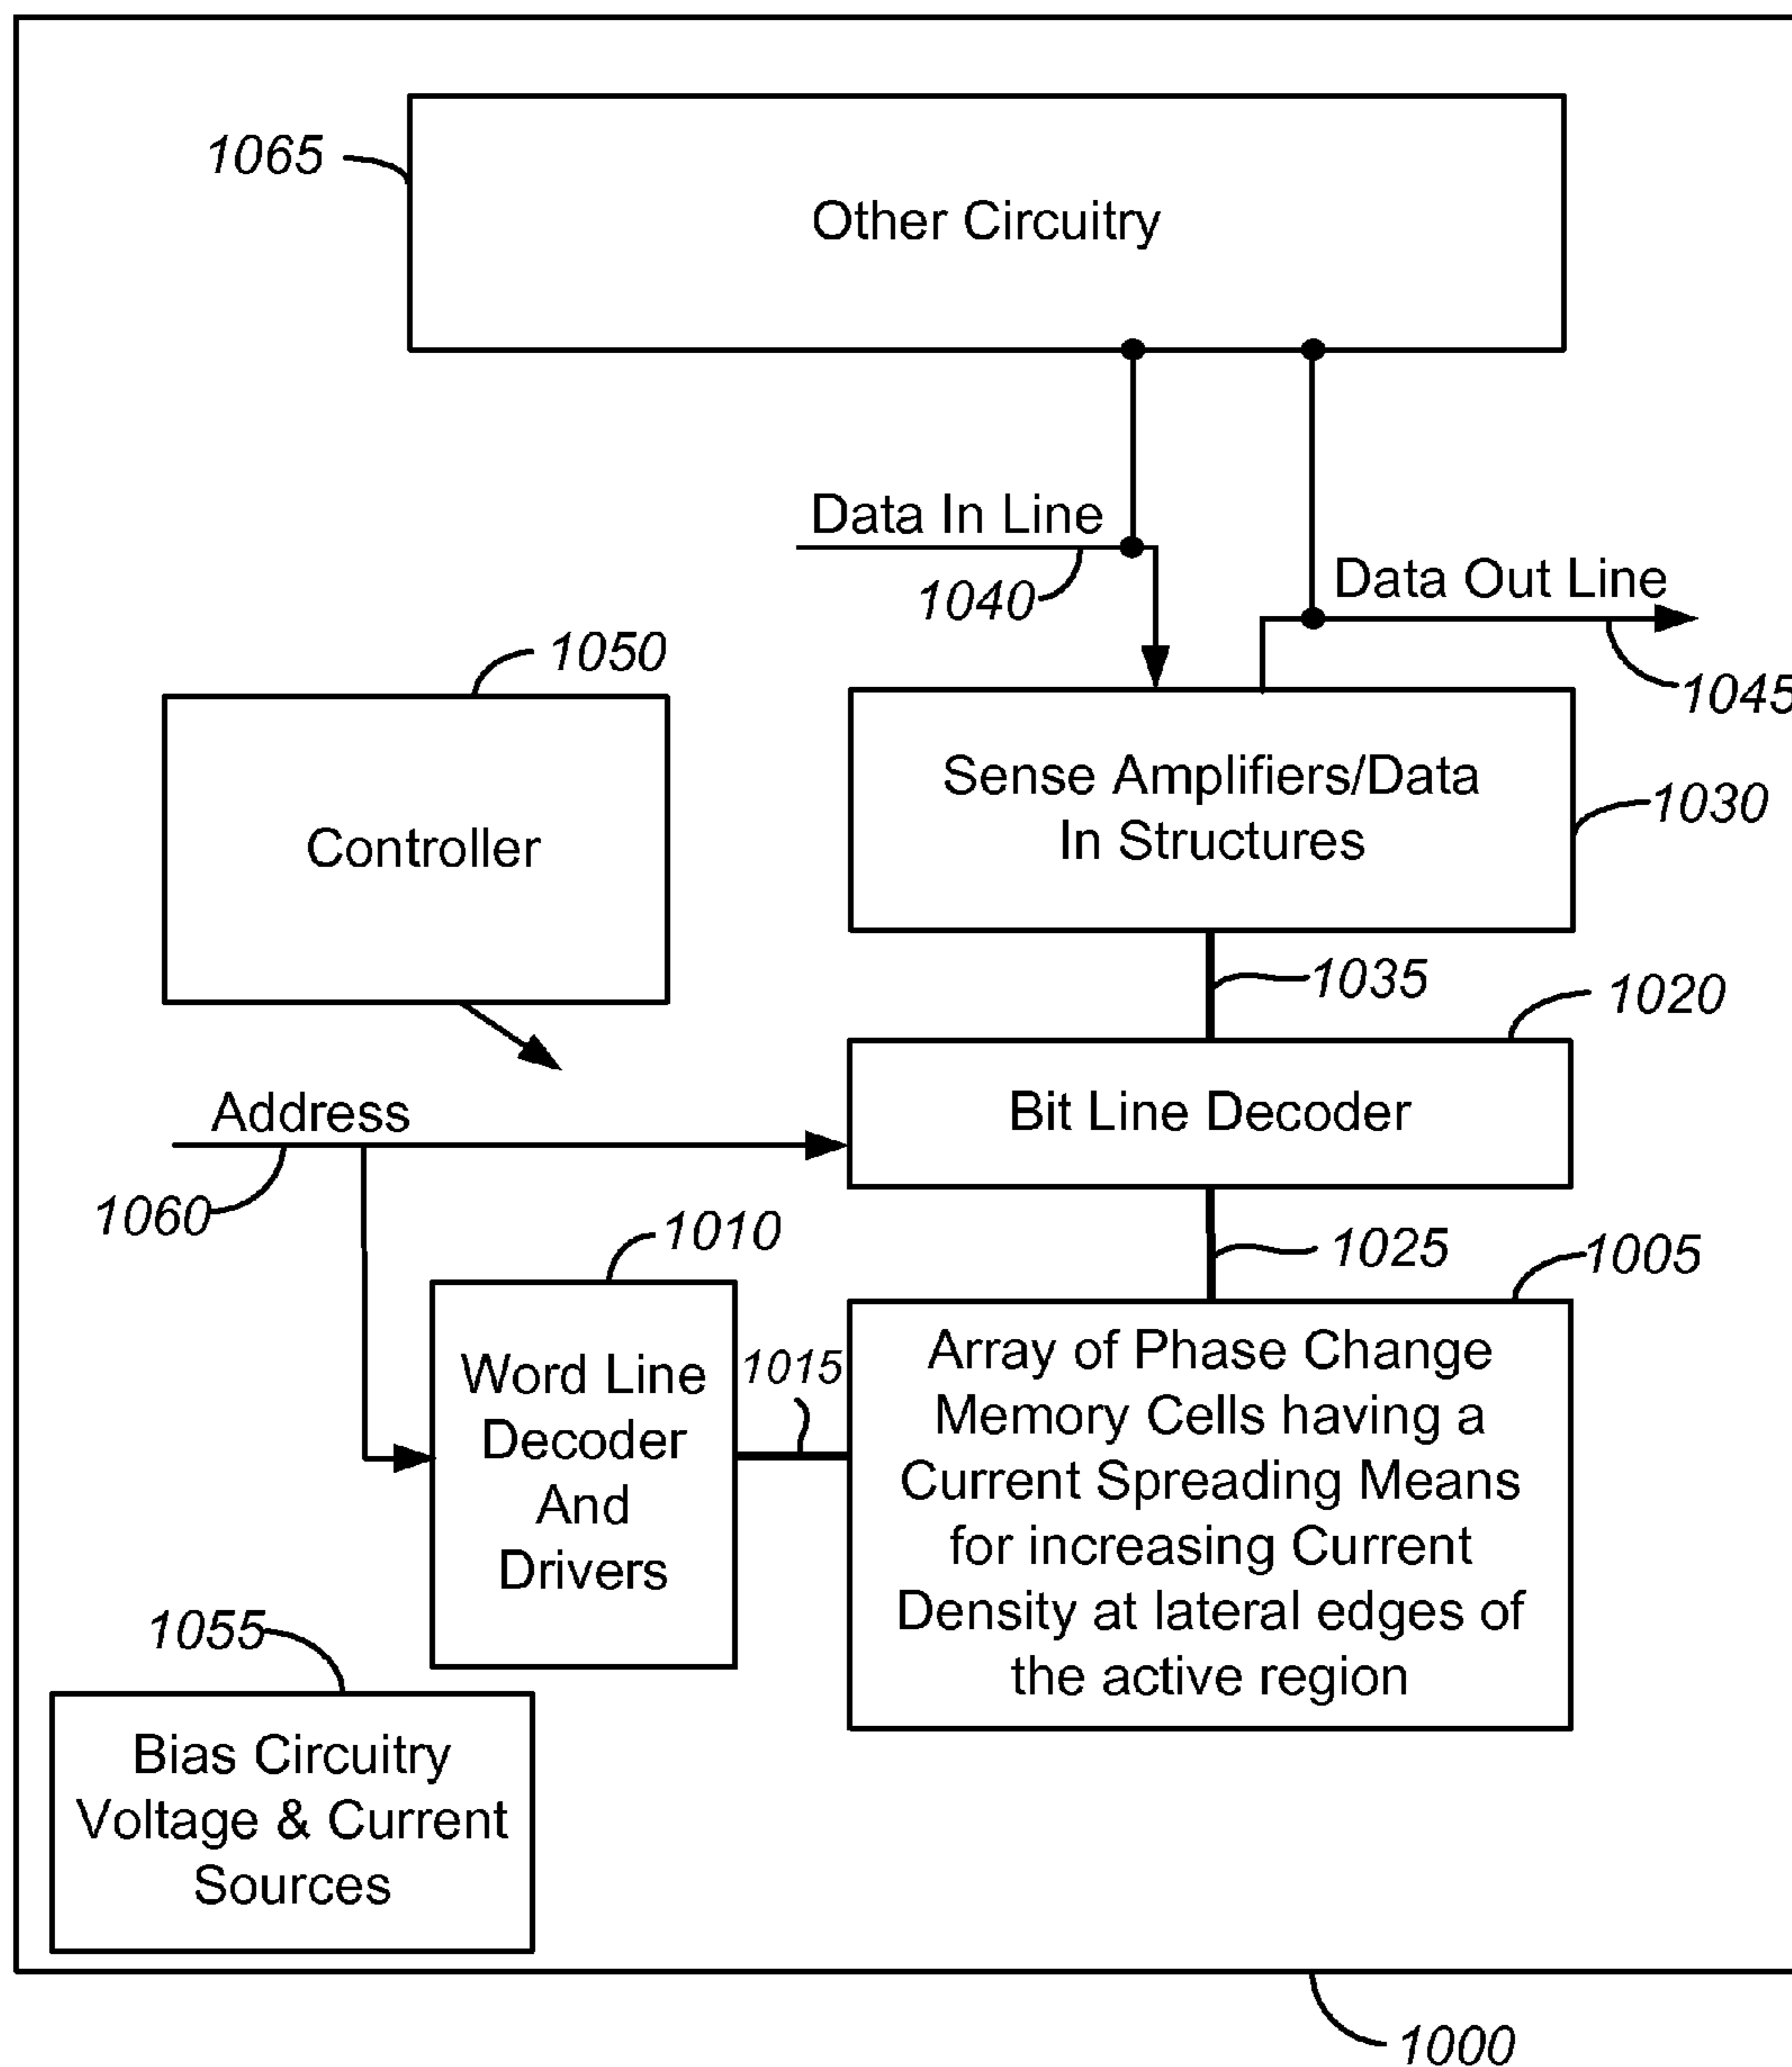 1065
Other Circuitry
Data In Line
1040
Data Out Line
1045
1050
Controller
Sense Amplifiers/Data
In Structures
1030
1035
1020
Address
Bit Line Decoder
1060
1010
1025
1005
Word Line
Decoder
And
Drivers
1015
Array of Phase Change
Memory Cells having a
Current Spreading Means
for increasing Current
Density at lateral edges of
the active region
1055
Bias Circuitry
Voltage & Current
Sources
1000